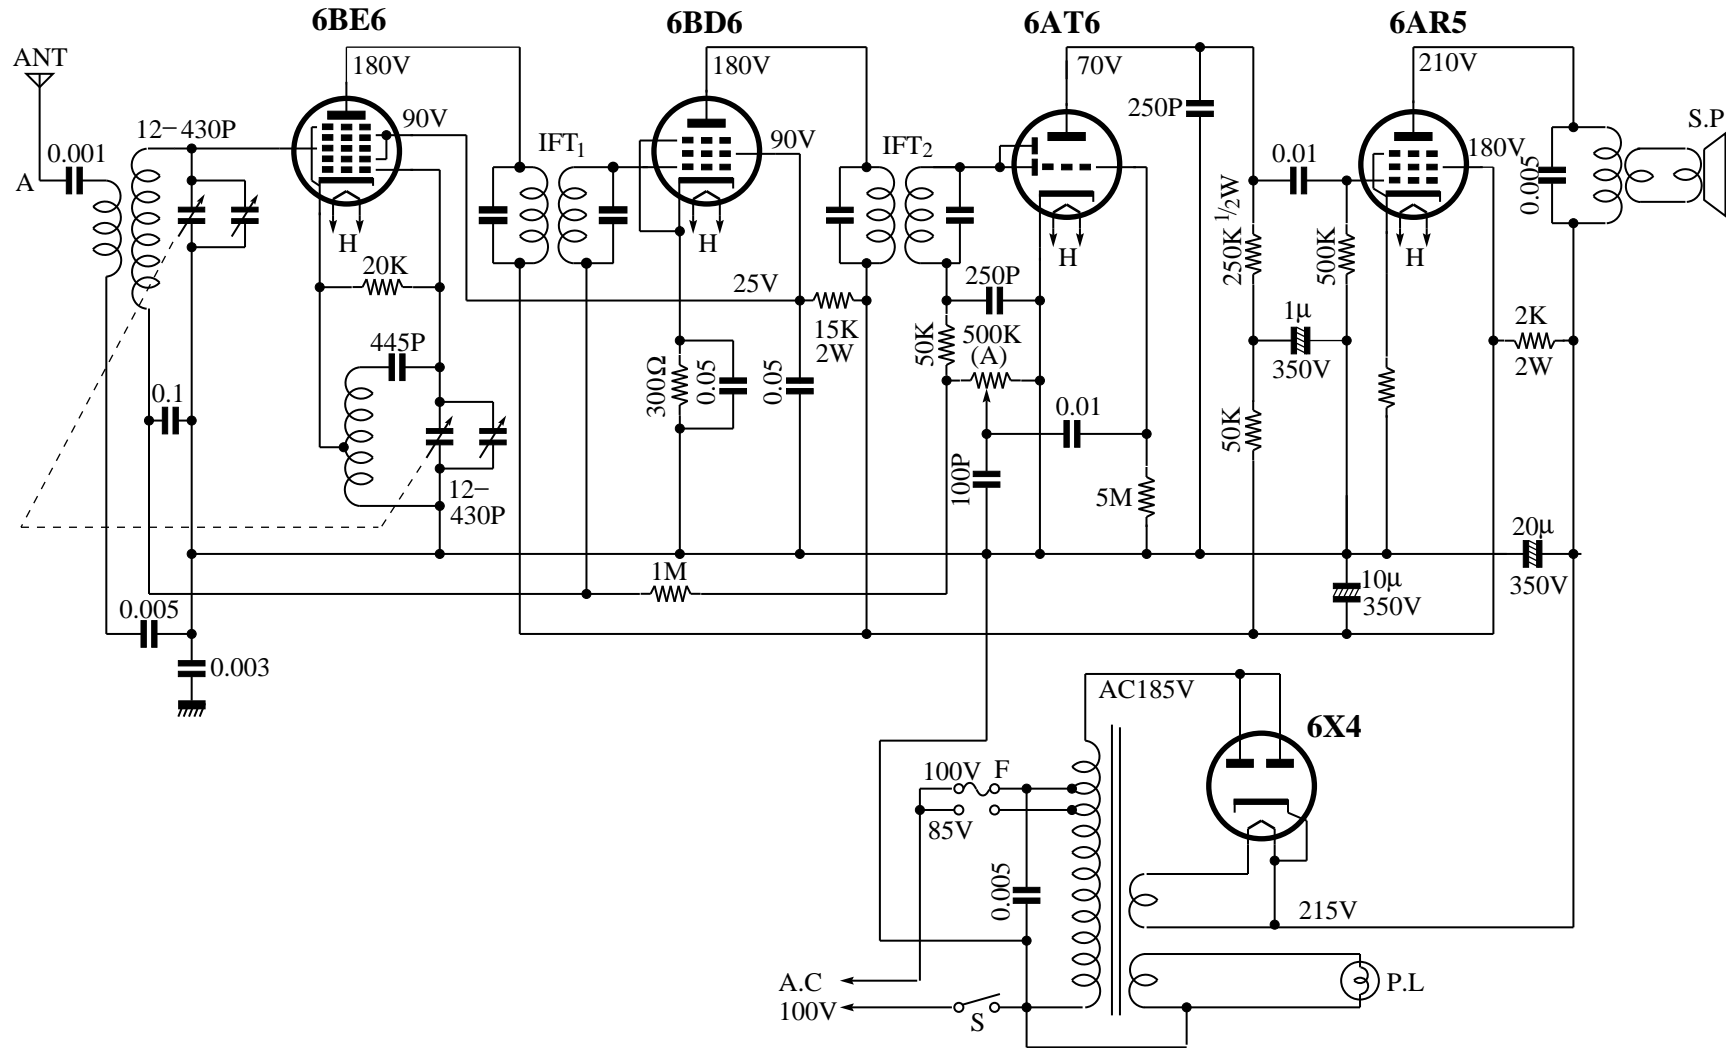 6BE6
6BD6
6AT6
6AR5
ANT
180V
180V
70V
210V
12−430P
90V
90V
250P
S.P
0.001
A
IFT₁
IFT₂
0.01
180V
0.005
H
H
H
H
250K ½W
500K
20K
25V
250P
15K
2W
50K
500K
(A)
1µ
350V
2K
2W
445P
300Ω
0.05
0.05
0.1
0.01
50K
12−
430P
100P
5M
20µ
350V
1M
10µ
350V
0.005
0.003
AC185V
6X4
100V
F
85V
0.005
215V
A.C
100V
S
P.L